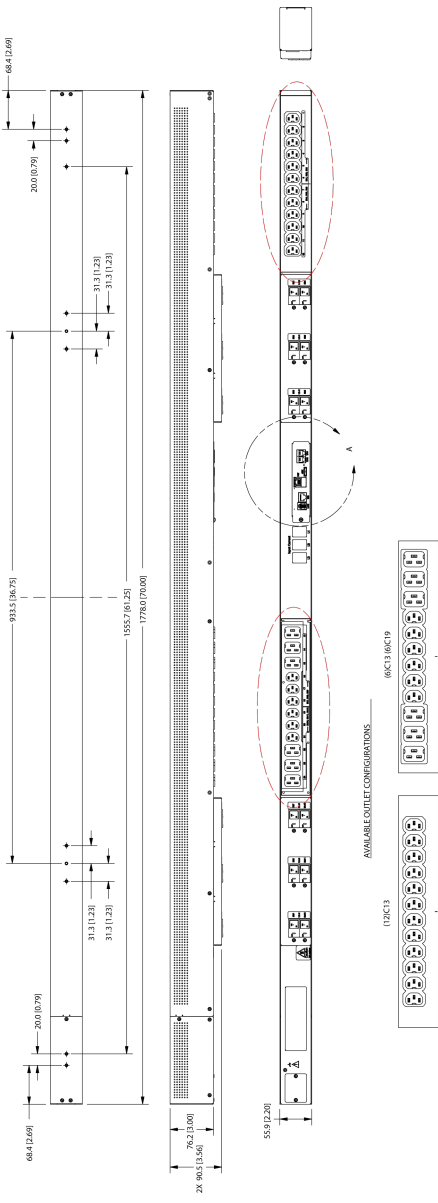 68.4 [2.69]
20.0 [0.79]
31.3 [1.23]
31.3 [1.23]
933.5 [36.75]
1555.7 [61.25]
1778.0 [70.00]
31.3 [1.23]
31.3 [1.23]
20.0 [0.79]
68.4 [2.69]
76.2 [3.00]
2X 90.5 [3.56]
55.9 [2.20]
A
AVAILABLE OUTLET CONFIGURATIONS
(6)C13 (6)C19
(12)C13